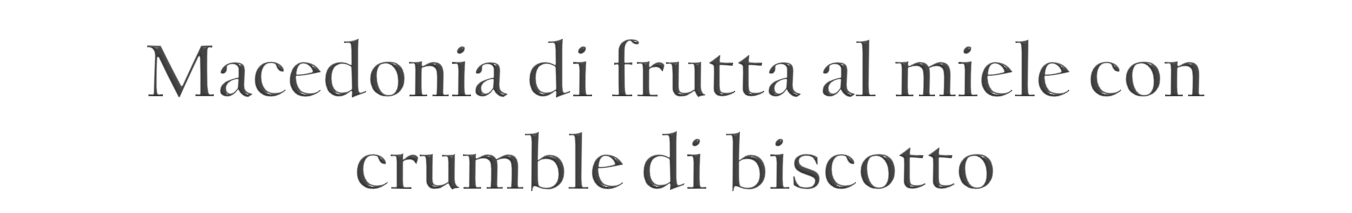 Macedonia di frutta al miele con
crumble di biscotto